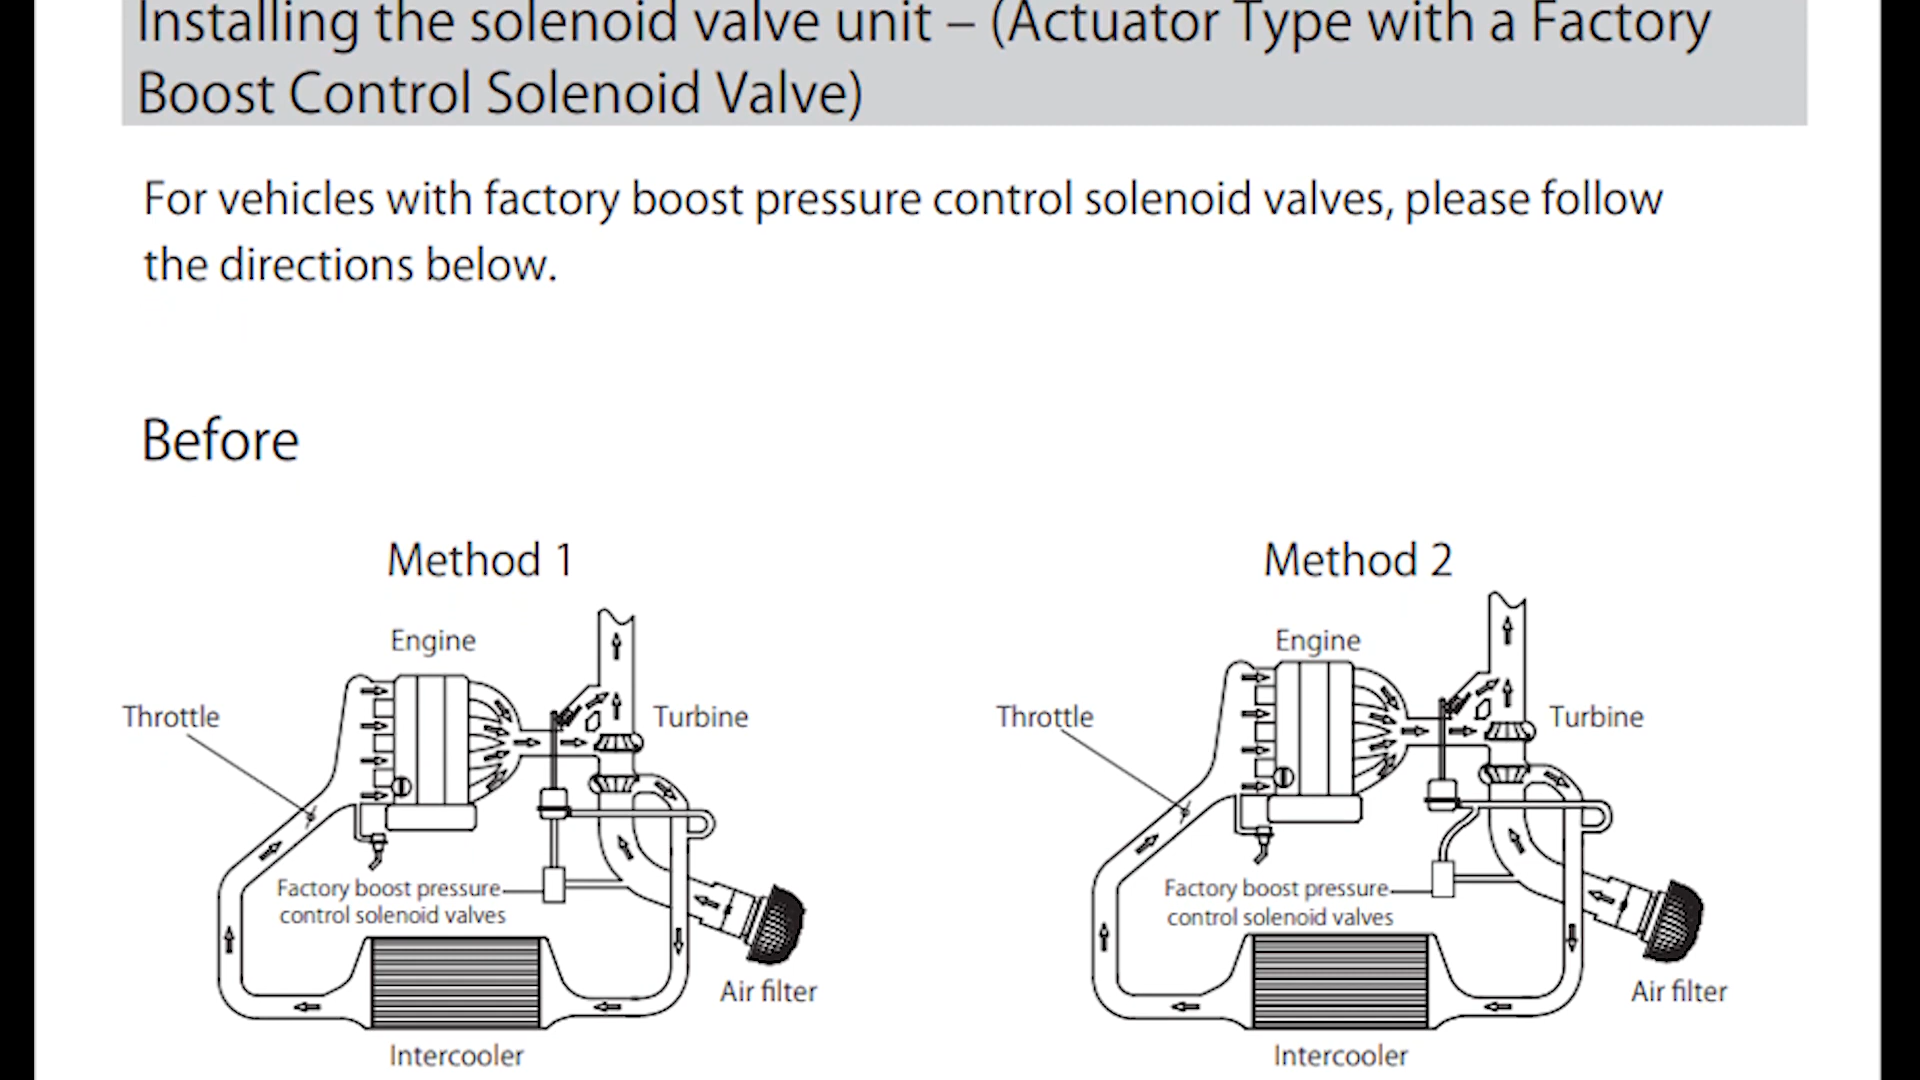 Installing the solenoid valve unit – (Actuator Type with a Factory
Boost Control Solenoid Valve)
For vehicles with factory boost pressure control solenoid valves, please follow
the directions below.
Before
Method 1
Engine
Throttle
Turbine
Factory boost pressure
control solenoid valves
Air filter
Intercooler
Method 2
Engine
Throttle
Turbine
Factory boost pressure
control solenoid valves
Air filter
Intercooler